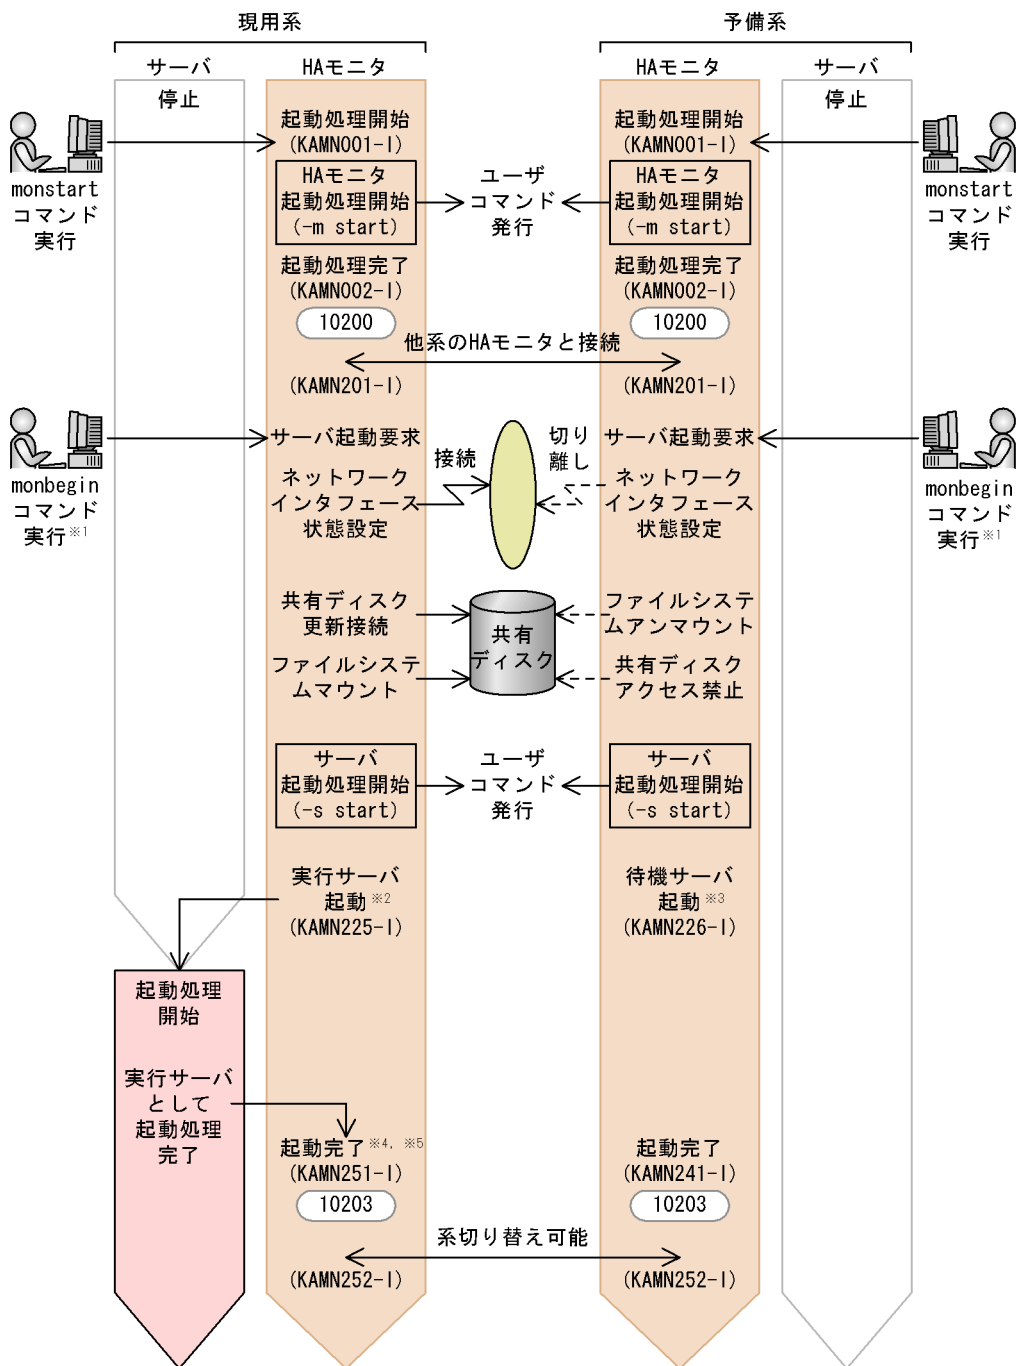 現用系
予備系
サーバ
HAモニタ
HAモニタ
サーバ
停止
停止
起動処理開始
(KAMN001-I)
起動処理開始
(KAMN001-I)
monstart
コマンド
実行
monstart
コマンド
実行
HAモニタ
起動処理開始
(-m start)
ユーザ
コマンド
発行
HAモニタ
起動処理開始
(-m start)
起動処理完了
(KAMN002-I)
起動処理完了
(KAMN002-I)
10200
10200
他系のHAモニタと接続
(KAMN201-I)
(KAMN201-I)
サーバ起動要求
サーバ起動要求
monbegin
コマンド
実行※1
monbegin
コマンド
実行※1
ネットワーク
インタフェース
状態設定
接続
切り
離し
ネットワーク
インタフェース
状態設定
共有ディスク
更新接続
ファイルシステ
ムアンマウント
共有
ディスク
ファイルシステ
ムマウント
共有ディスク
アクセス禁止
サーバ
起動処理開始
(-s start)
ユーザ
コマンド
発行
サーバ
起動処理開始
(-s start)
実行サーバ
起動※2
(KAMN225-I)
待機サーバ
起動※3
(KAMN226-I)
起動処理
開始
実行サーバ
として
起動処理
完了
起動完了※4, ※5
(KAMN251-I)
起動完了
(KAMN241-I)
10203
10203
系切り替え可能
(KAMN252-I)
(KAMN252-I)